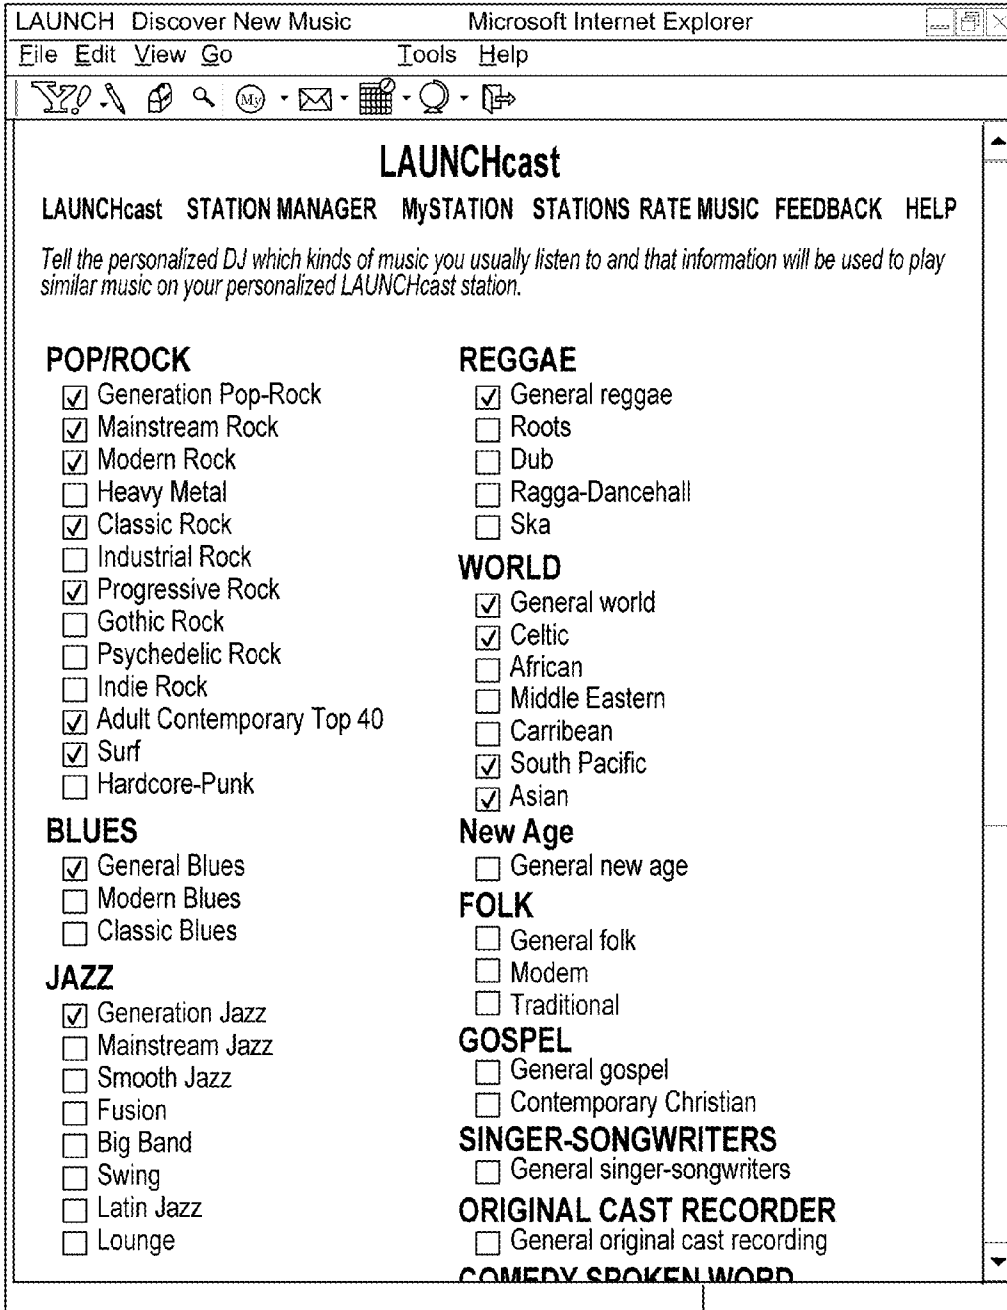 LAUNCH Discover New Music Microsoft Internet Explorer
File Edit View Go Tools Help
Y! My
LAUNCHcast
LAUNCHcast STATION MANAGER MySTATION STATIONS RATE MUSIC FEEDBACK HELP
Tell the personalized DJ which kinds of music you usually listen to and that information will be used to play
similar music on your personalized LAUNCHcast station.
POP/ROCK
Generation Pop-Rock
Mainstream Rock
Modern Rock
Heavy Metal
Classic Rock
Industrial Rock
Progressive Rock
Gothic Rock
Psychedelic Rock
Indie Rock
Adult Contemporary Top 40
Surf
Hardcore-Punk
BLUES
General Blues
Modern Blues
Classic Blues
JAZZ
Generation Jazz
Mainstream Jazz
Smooth Jazz
Fusion
Big Band
Swing
Latin Jazz
Lounge
REGGAE
General reggae
Roots
Dub
Ragga-Dancehall
Ska
WORLD
General world
Celtic
African
Middle Eastern
Carribean
South Pacific
Asian
New Age
General new age
FOLK
General folk
Modern
Traditional
GOSPEL
General gospel
Contemporary Christian
SINGER-SONGWRITERS
General singer-songwriters
ORIGINAL CAST RECORDER
General original cast recording
COMEDY SPOKEN WORD